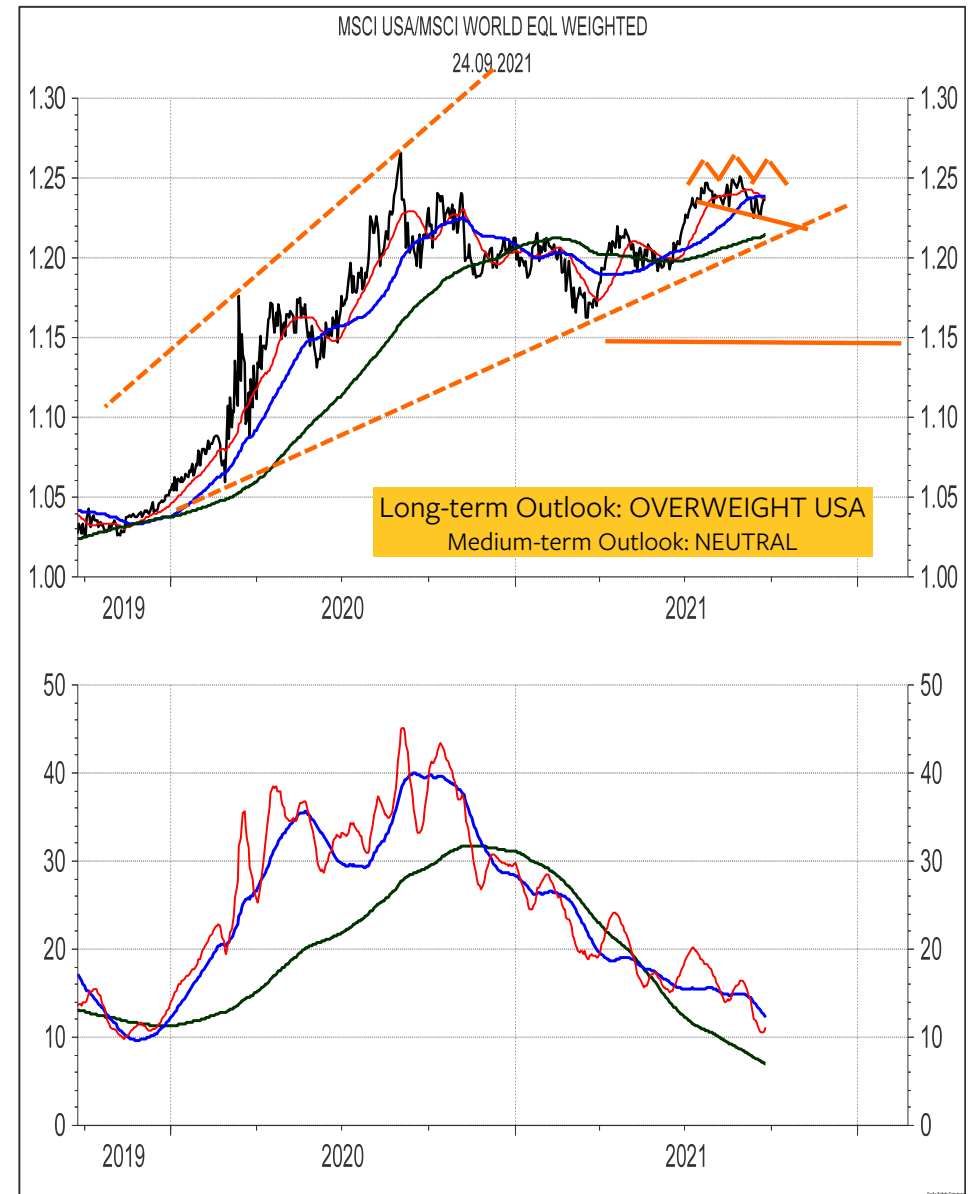 MSCI USA/MSCI WORLD EQL WEIGHTED
24.09.2021
1.30 1.30
1.25 1.25
1.20 1.20
1.15 1.15
1.10 1.10
1.05 1.05
Long-term Outlook: OVERWEIGHT USA
Medium-term Outlook: NEUTRAL
1.00 1.00
2019 2020 2021
50 50
40 40
30 30
20 20
10 10
0 0
2019 2020 2021